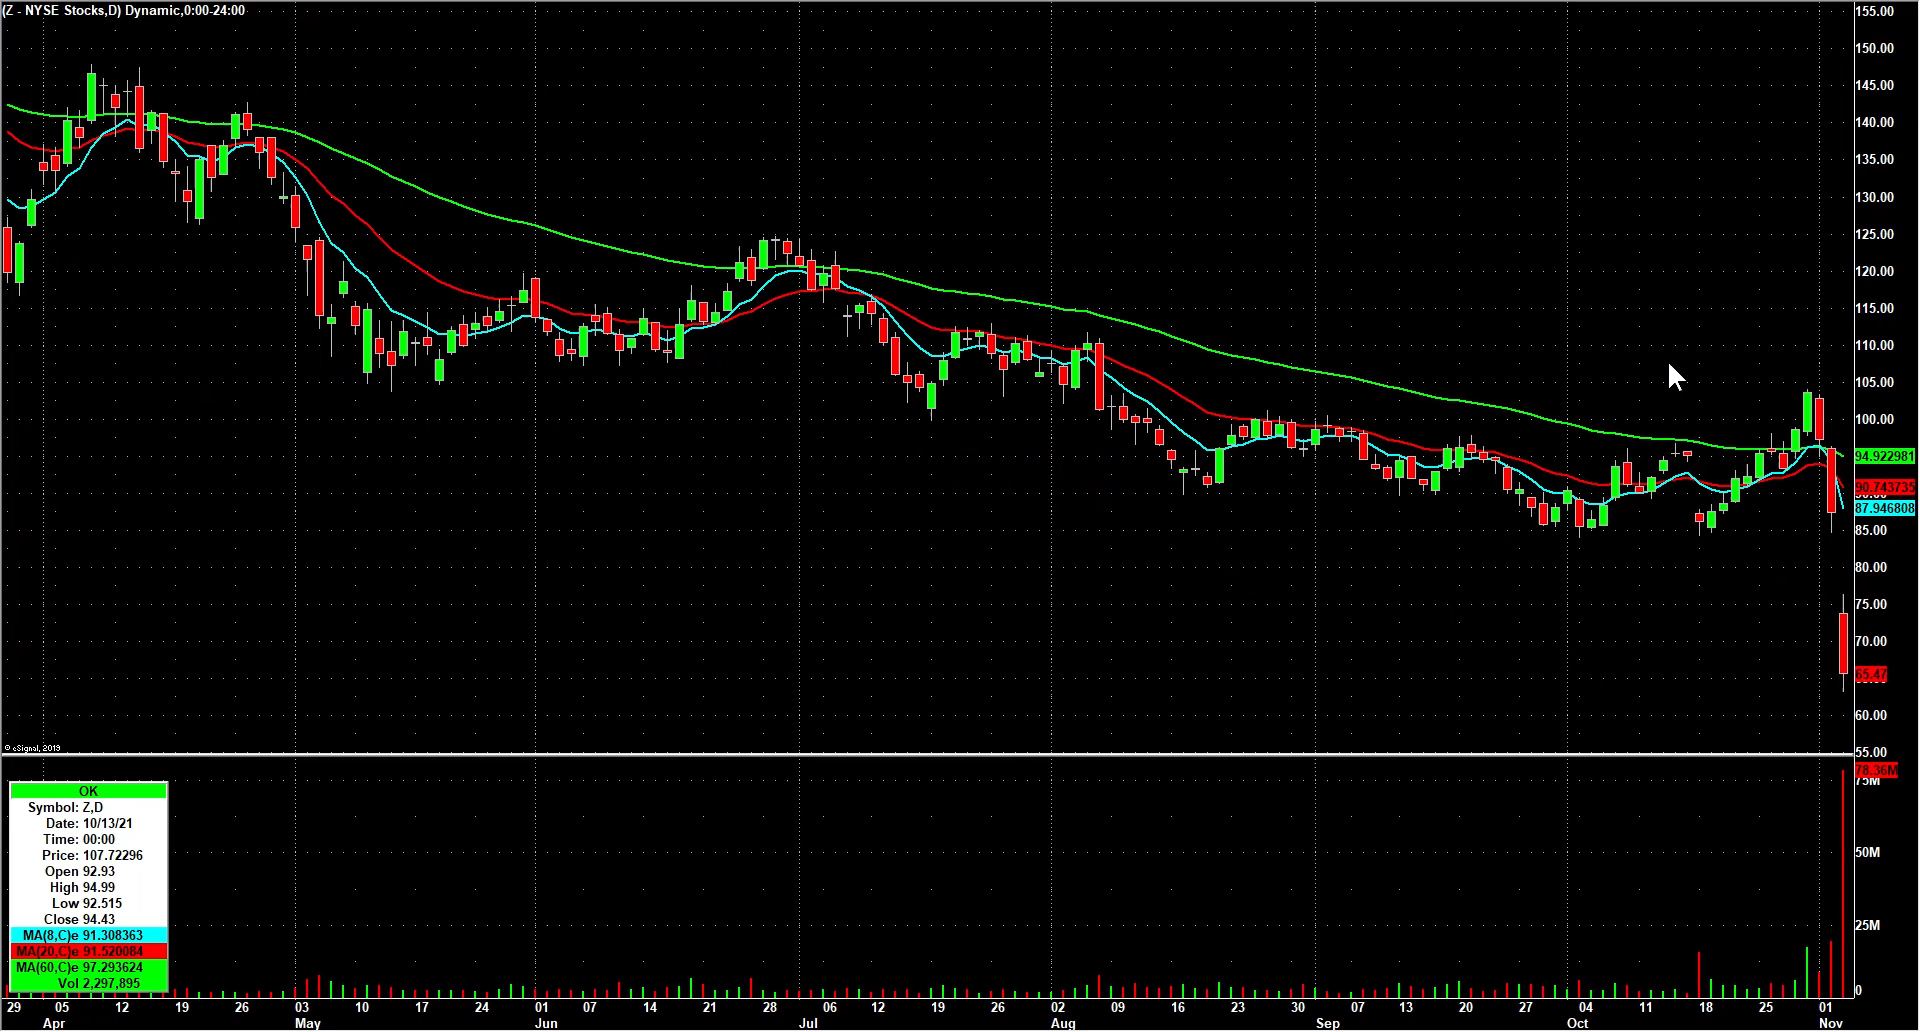 (Z - NYSE Stocks,D) Dynamic,0:00-24:00
155.00
150.00
145.00
140.00
135.00
130.00
125.00
120.00
115.00
110.00
105.00
100.00
94.922981
90.743735
87.946808
85.00
80.00
75.00
70.00
65.47
60.00
55.00
© eSignal, 2019
78.36M
75M
50M
25M
0
OK
Symbol: Z,D
Date: 10/13/21
Time: 00:00
Price: 107.72296
Open 92.93
High 94.99
Low 92.515
Close 94.43
MA(8,C)e 91.308363
MA(20,C)e 91.520084
MA(60,C)e 97.293624
Vol 2,297,895
29 05 12 19 26 03 10 17 24 01 07 14 21 28 06 12 19 26 02 09 16 23 30 07 13 20 27 04 11 18 25 01
Apr May Jun Jul Aug Sep Oct Nov